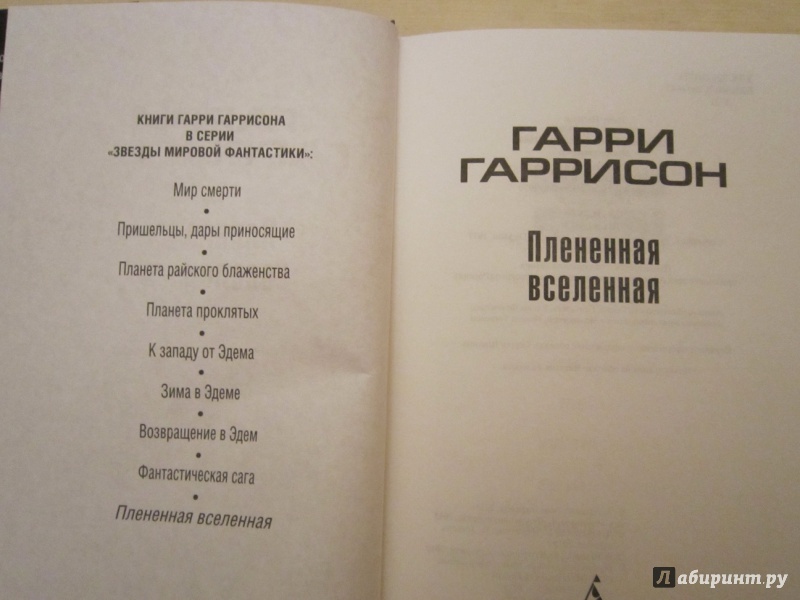 КНИГИ ГАРРИ ГАРРИСОНА
В СЕРИИ
«ЗВЕЗДЫ МИРОВОЙ ФАНТАСТИКИ»:
Мир смерти
•
Пришельцы, дары приносящие
•
Планета райского блаженства
•
Планета проклятых
•
К западу от Эдема
•
Зима в Эдеме
•
Возвращение в Эдем
•
Фантастическая сага
•
Плененная вселенная
ГАРРИ
ГАРРИСОН
Плененная
вселенная
Лабиринт.ру